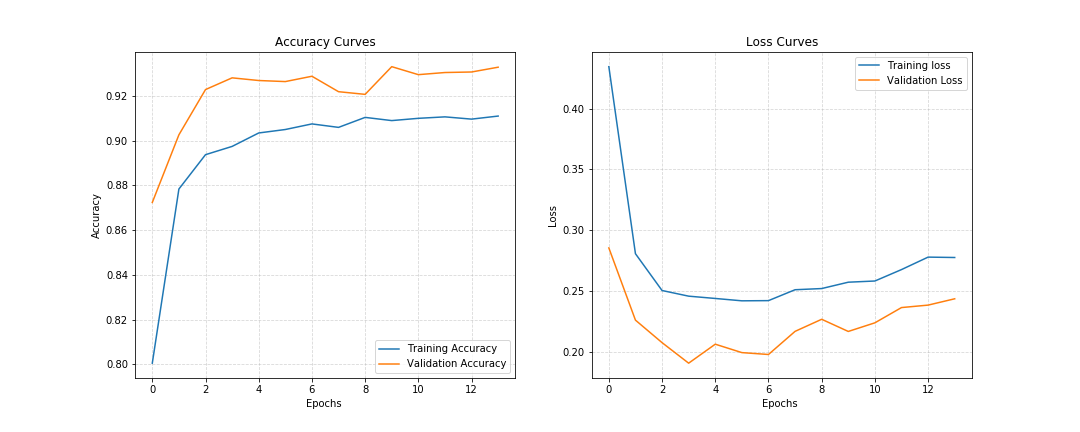 Accuracy Curves
0.92
0.90
0.88
0.86
0.84
0.82
0.80
Accuracy
0 2 4 6 8 10 12
Epochs
Training Accuracy
Validation Accuracy
Loss Curves
0.40
0.35
0.30
0.25
0.20
Loss
0 2 4 6 8 10 12
Epochs
Training loss
Validation Loss